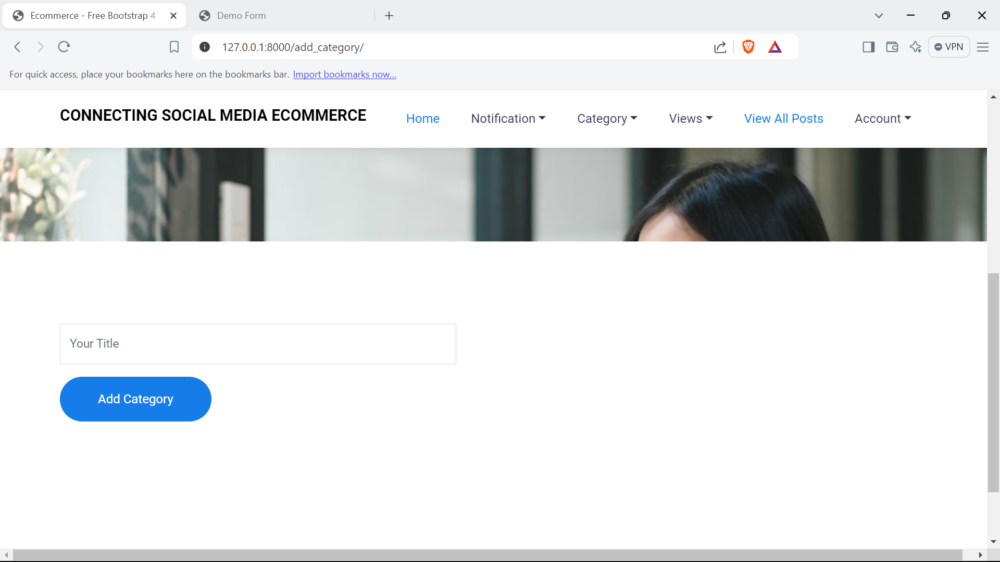 Ecommerce - Free Bootstrap 4
Demo Form
127.0.0.1:8000/add_category/
VPN
For quick access, place your bookmarks here on the bookmarks bar. Import bookmarks now...
CONNECTING SOCIAL MEDIA ECOMMERCE
Home Notification Category Views View All Posts Account
Your Title
Add Category